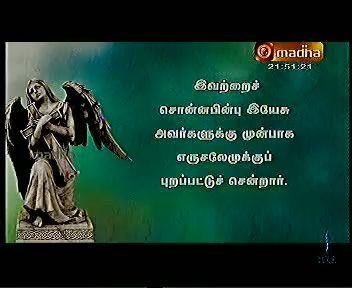 madha
21:51:21
இவற்றைச்
சொன்னபின்பு இயேசு
அவர்களுக்கு முன்பாக
எருசலேமுக்குப்
புறப்பட்டுச் சென்றார்.